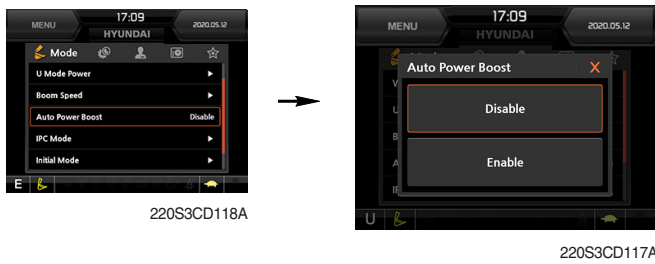 MENU
17:09
2020.05.12
HYUNDAI
Mode
U Mode Power
Boom Speed
Auto Power Boost Disable
IPC Mode
Initial Mode
E
220S3CD118A
MENU
17:09
2020.05.12
HYUNDAI
Auto Power Boost X
Disable
Enable
U
220S3CD117A